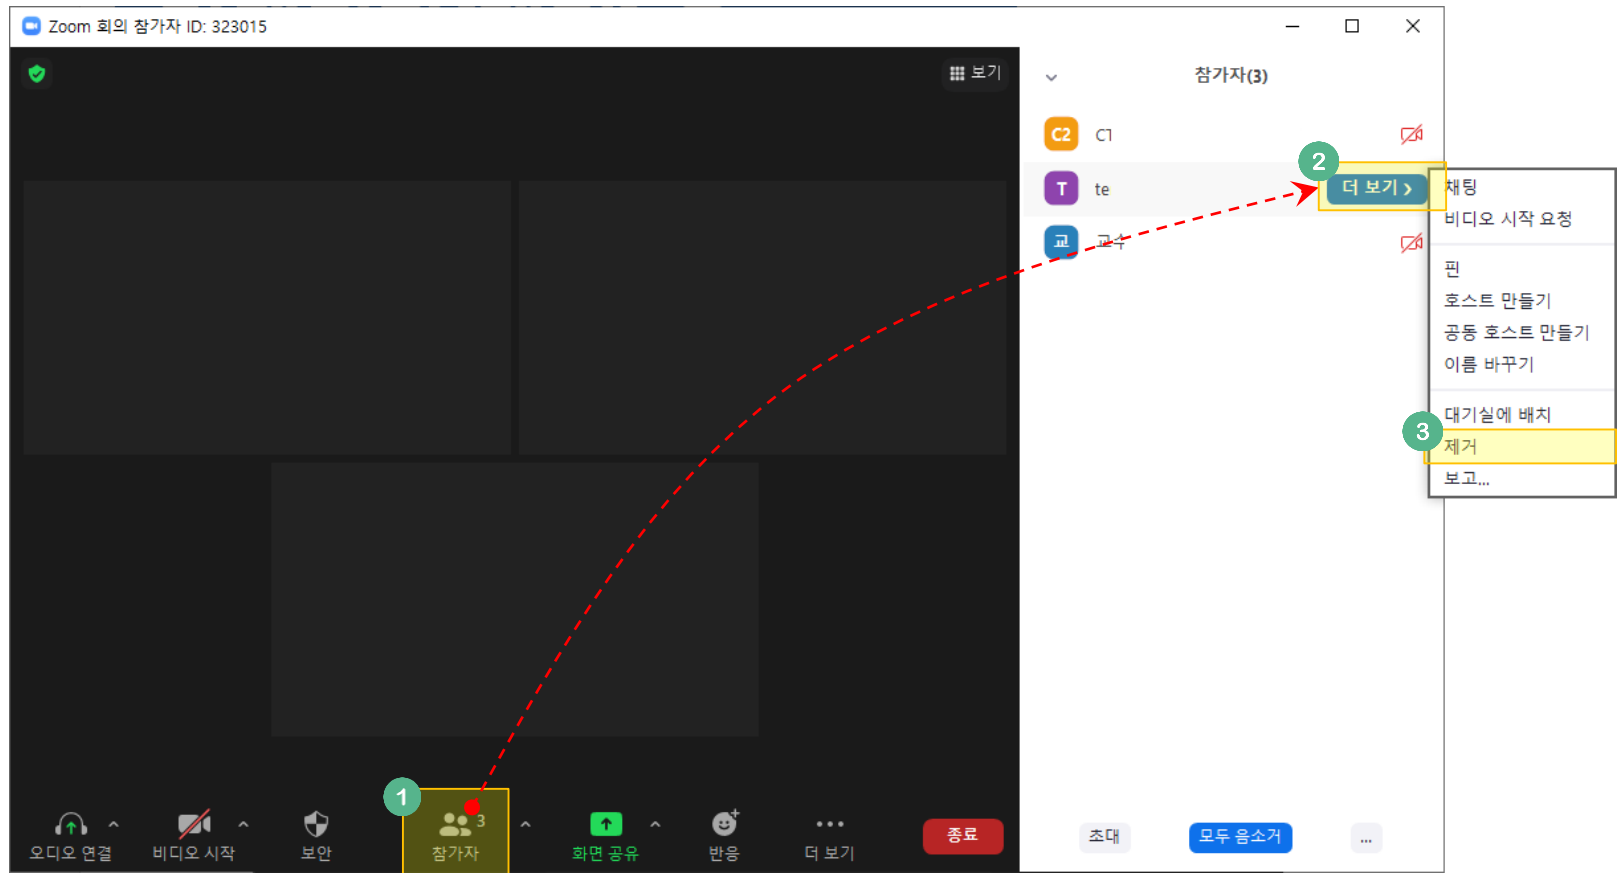 Zoom 회의 참가자 ID: 323015
보기
참가자(3)
C2 C1
2
T te 더 보기 >
교 교수
채팅
비디오 시작 요청
핀
호스트 만들기
공동 호스트 만들기
이름 바꾸기
대기실에 배치
3
제거
보고...
1
3
오디오 연결
비디오 시작
보안
참가자
화면 공유
반응
더 보기
종료
초대
모두 음소거
...